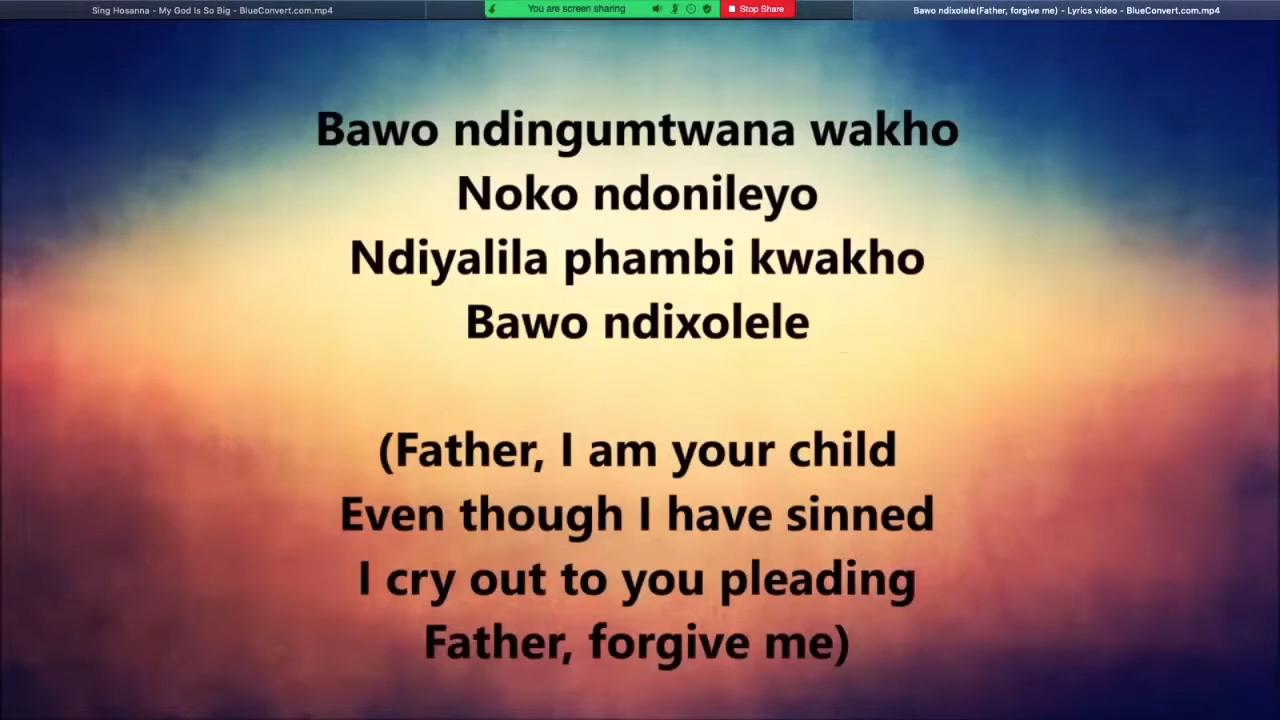 Sing Hosanna - My God Is So Big - BlueConvert.com.mp4
You are screen sharing
Stop Share
Bawo ndixolele(Father, forgive me) - Lyrics video - BlueConvert.com.mp4
Bawo ndingumtwana wakho
Noko ndonileyo
Ndiyalila phambi kwakho
Bawo ndixolele
(Father, I am your child
Even though I have sinned
I cry out to you pleading
Father, forgive me)